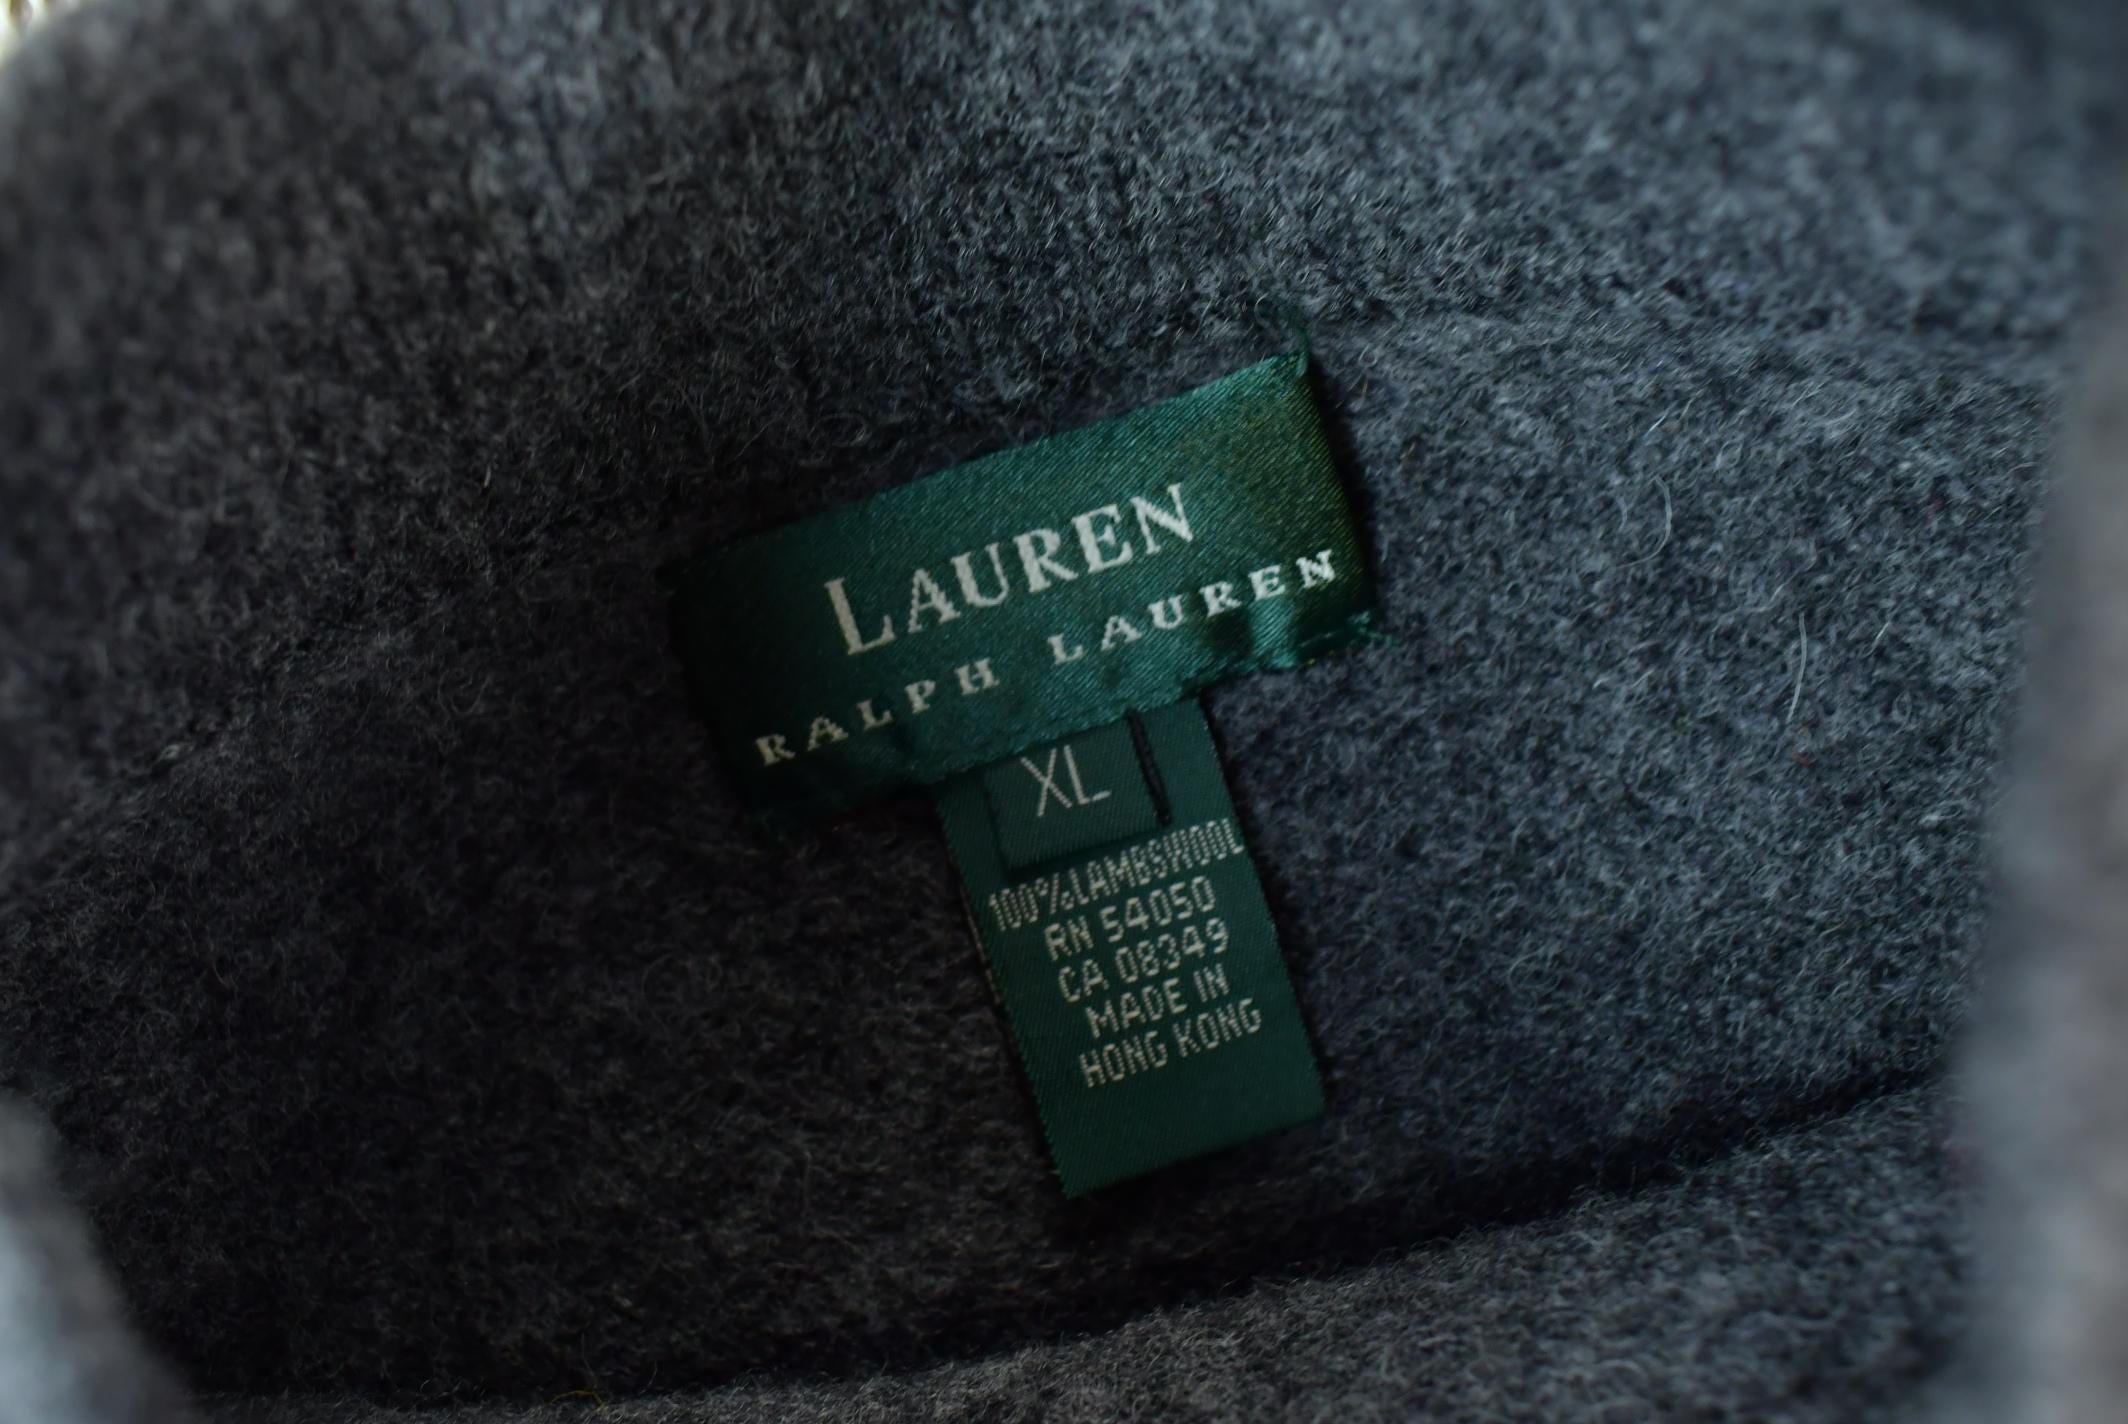 LAUREN
RALPH LAUREN
XL
100%LAMBSWOOL
RN 54050
CA 08349
MADE IN
HONG KONG